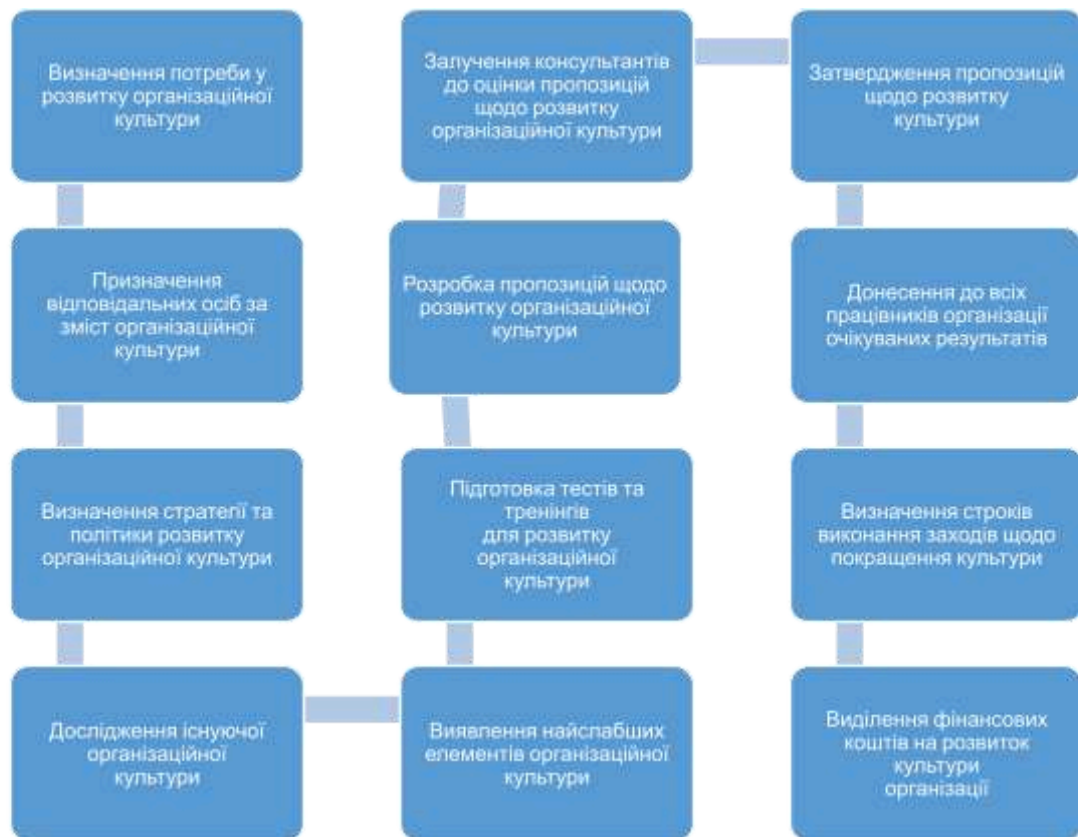 Визначення потреби у
розвитку організаційної
культури
Призначення
відповідальних осіб за
зміст організаційної
культури
Визначення стратегії та
політики розвитку
організаційної культури
Дослідження існуючої
організаційної
культури
Виявлення найслабших
елементів організаційної
культури
Підготовка тестів та
тренінгів
для розвитку
організаційної
культури
Розробка пропозицій щодо
розвитку організаційної
культури
Залучення консультантів
до оцінки пропозицій
щодо розвитку
організаційної культури
Затвердження пропозицій
щодо розвитку
культури
Донесення до всіх
працівників організації
очікуваних результатів
Визначення строків
виконання заходів щодо
покращення культури
Виділення фінансових
коштів на розвиток
культури
організації